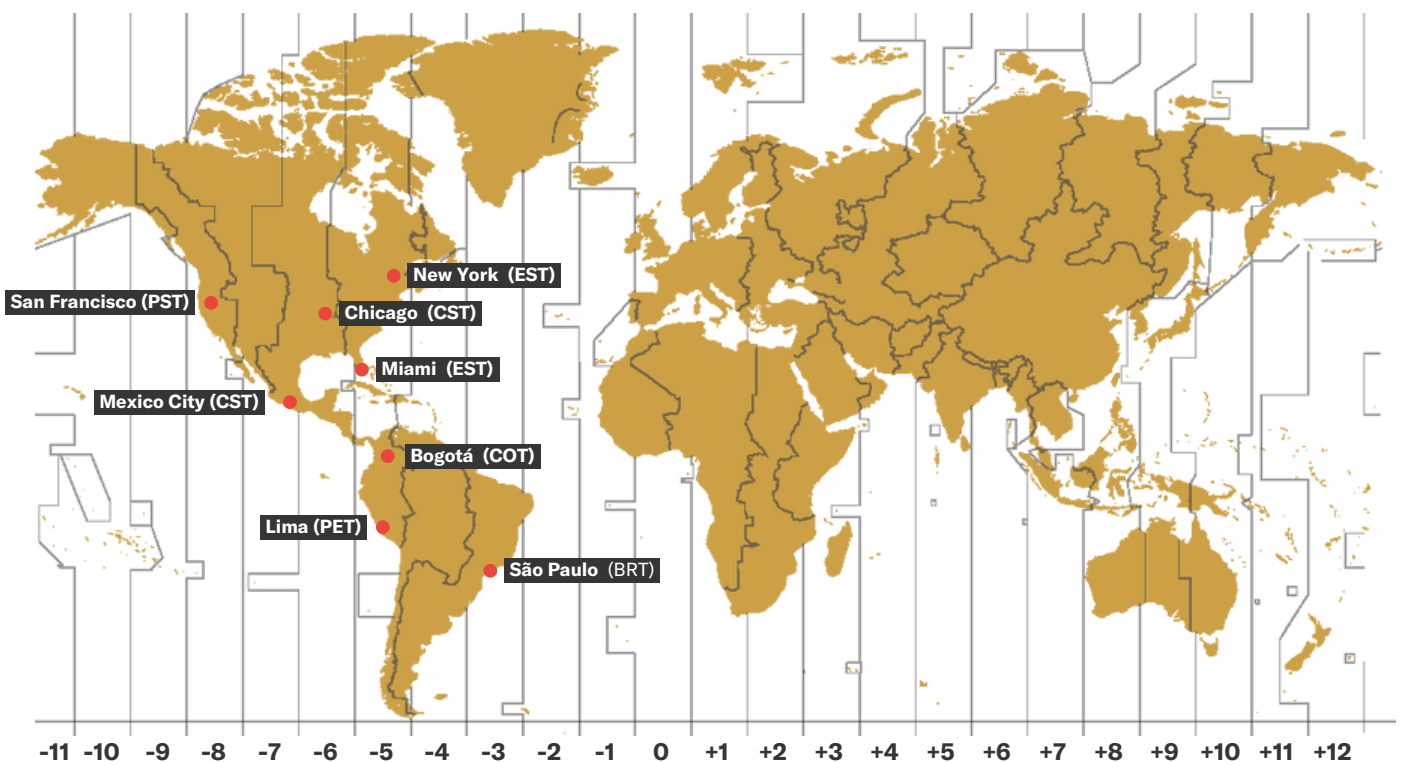 New York (EST)
San Francisco (PST)
Chicago (CST)
Miami (EST)
Mexico City (CST)
Bogotá (COT)
Lima (PET)
São Paulo (BRT)
-11 -10 -9 -8 -7 -6 -5 -4 -3 -2 -1 0 +1 +2 +3 +4 +5 +6 +7 +8 +9 +10 +11 +12